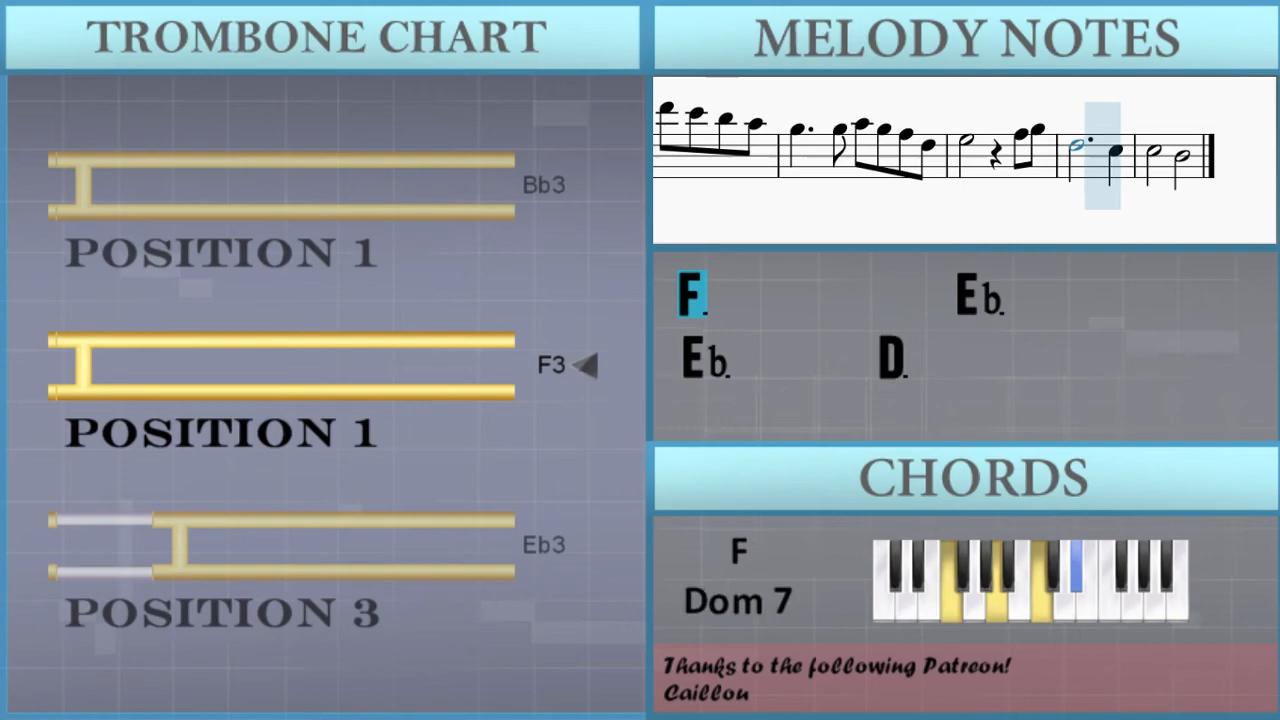 TROMBONE CHART
Bb3
POSITION 1
F3
POSITION 1
Eb3
POSITION 3
MELODY NOTES
F. Eb.
Eb. D.
CHORDS
F
Dom 7
Thanks to the following Patreon!
Caillou